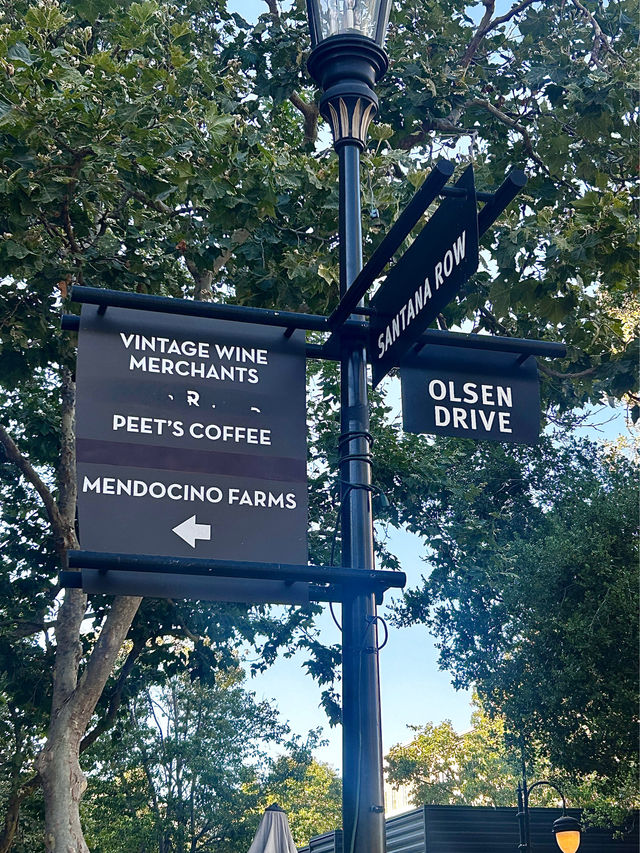 VINTAGE WINE
MERCHANTS
PEET'S COFFEE
MENDOCINO FARMS
SANTANA ROW
OLSEN
DRIVE